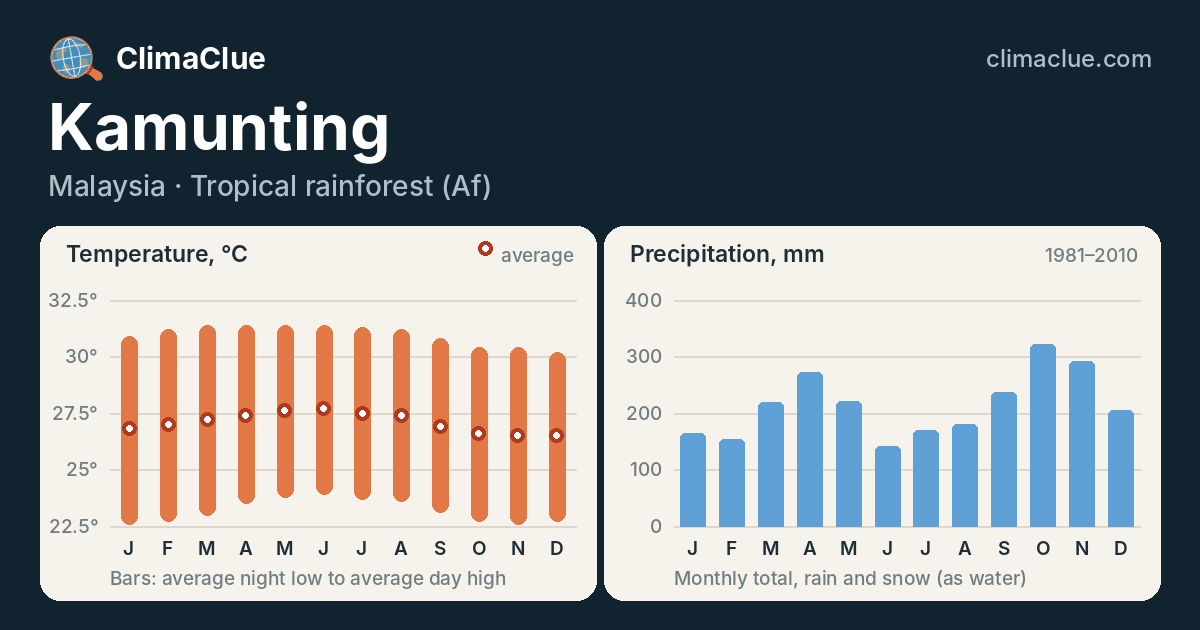 ClimaClue
climaclue.com
Kamunting
Malaysia · Tropical rainforest (Af)
Temperature, °C
average
32.5°
30°
27.5°
25°
22.5°
J F M A M J J A S O N D
Bars: average night low to average day high
Precipitation, mm
1981–2010
400
300
200
100
0
J F M A M J J A S O N D
Monthly total, rain and snow (as water)